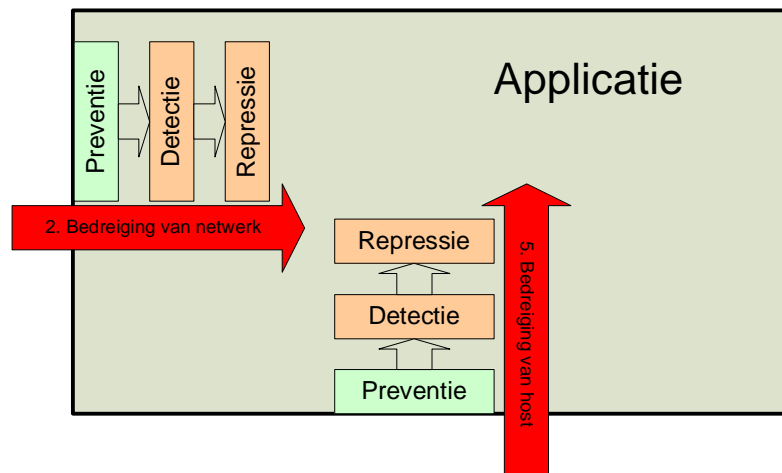 Applicatie
Preventie
Detectie
Repressie
2. Bedreiging van netwerk
Repressie
Detectie
Preventie
5. Bedreiging van host